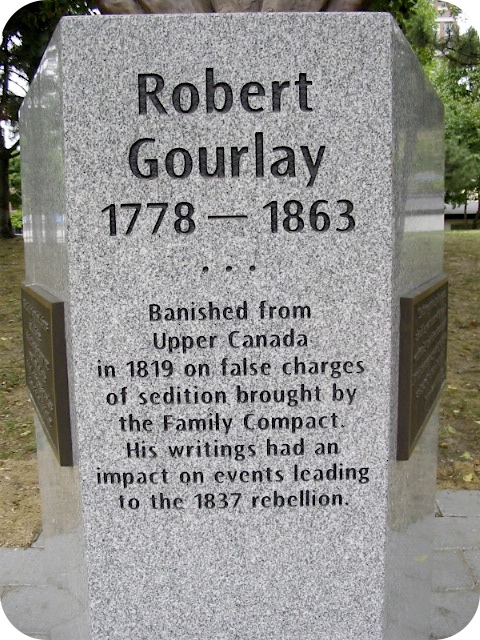 Robert
Gourlay
1778 — 1863
...
Banished from
Upper Canada
in 1819 on false charges
of sedition brought by
the Family Compact.
His writings had an
impact on events leading
to the 1837 rebellion.